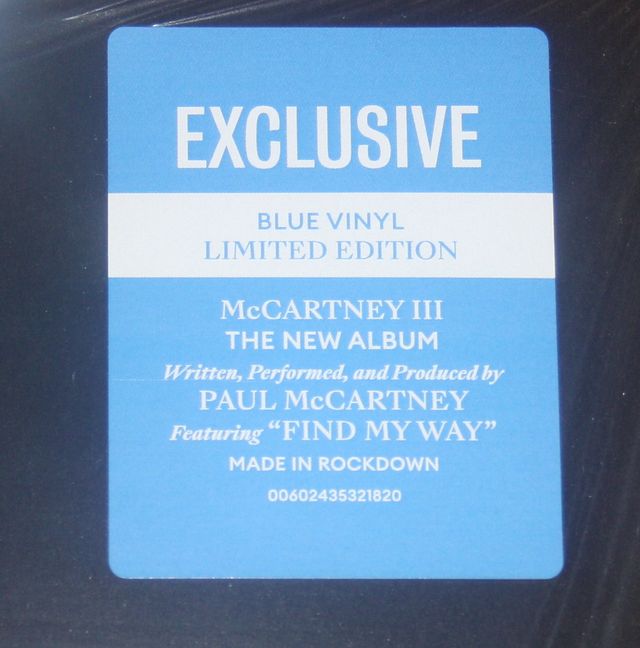 EXCLUSIVE
BLUE VINYL
LIMITED EDITION
McCARTNEY III
THE NEW ALBUM
Written, Performed, and Produced by
PAUL McCARTNEY
Featuring “FIND MY WAY”
MADE IN ROCKDOWN
00602435321820